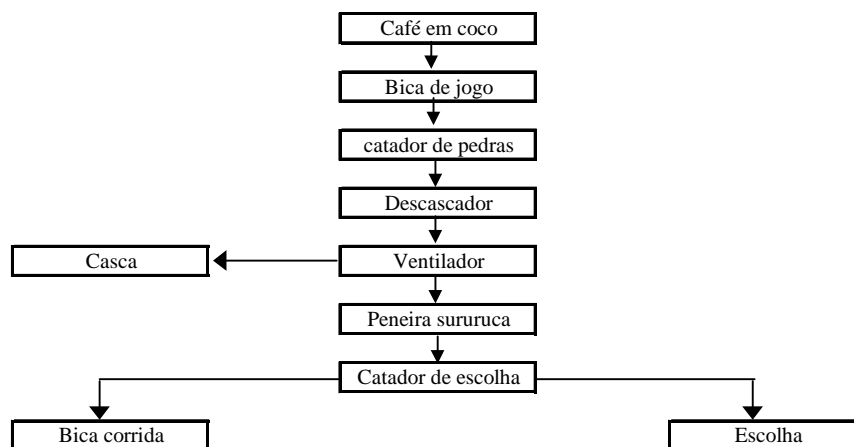 Café em coco
Bica de jogo
catador de pedras
Descascador
Casca
Ventilador
Peneira sururuca
Catador de escolha
Bica corrida
Escolha